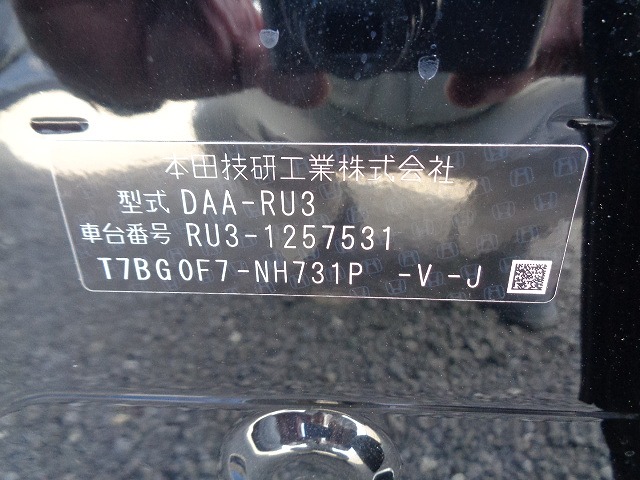 本田技研工業株式会社
型式 DAA-RU3
車台番号 RU3-1257531
T7BG0F7-NH731P -V-J